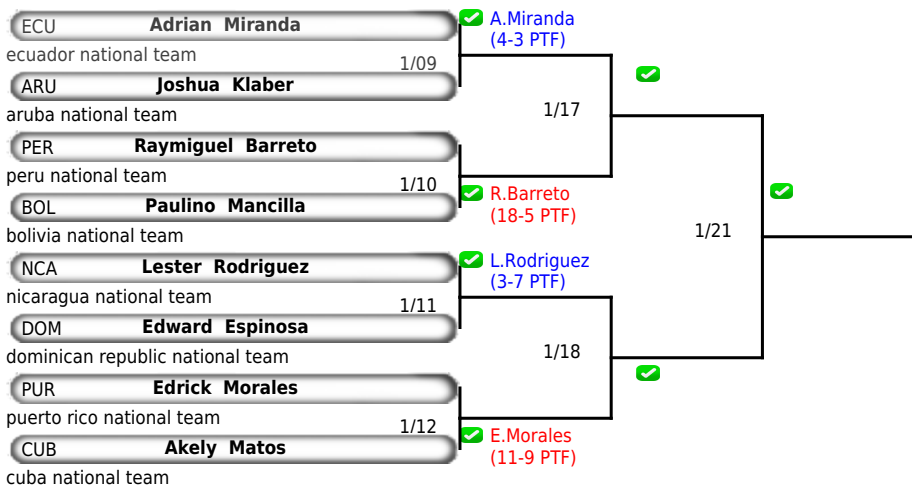 ECU Adrian Miranda
ecuador national team
1/09
ARU Joshua Klaber
aruba national team
A.Miranda
(4-3 PTF)
1/17
PER Raymiguel Barreto
peru national team
1/10
BOL Paulino Mancilla
bolivia national team
R.Barreto
(18-5 PTF)
1/21
NCA Lester Rodriguez
nicaragua national team
1/11
DOM Edward Espinosa
dominican republic national team
L.Rodriguez
(3-7 PTF)
1/18
PUR Edrick Morales
puerto rico national team
1/12
CUB Akely Matos
cuba national team
E.Morales
(11-9 PTF)